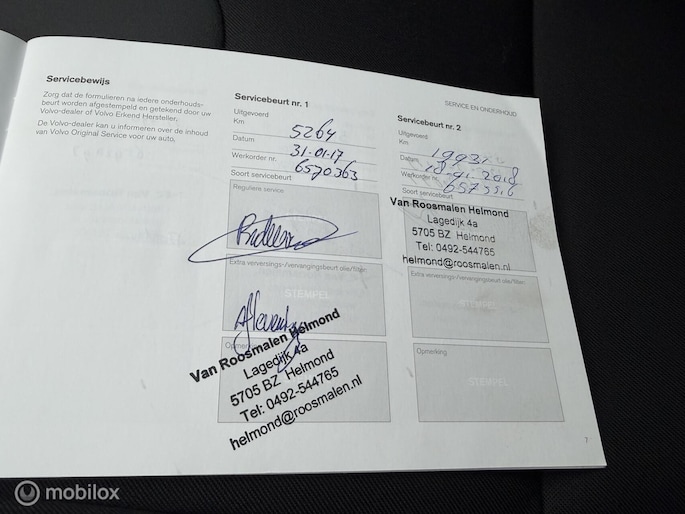 Servicebewijs
Zorg dat de formulieren na iedere onderhouds-
beurt worden afgestempeld en getekend door uw
Volvo-dealer of Volvo Erkend Hersteller.
De Volvo-dealer kan u informeren over de inhoud
van Volvo Original Service voor uw auto.
Servicebeurt nr. 1
Uitgevoerd
Km 5264
Datum 31-01-17
Werkorder nr. 6570363
Soort servicebeurt
Reguliere service
Extra verversings-/vervangingsbeurt olie/filter:
STEMPEL
Aflevering
Opmerking
Van Roosmalen Helmond
Lagedijk 4a
5705 BZ Helmond
Tel: 0492-544765
helmond@roosmalen.nl
SERVICE EN ONDERHOUD
Servicebeurt nr. 2
Uitgevoerd
Km
Datum
Werkorder nr.
Soort servicebeurt
Van Roosmalen Helmond
Lagedijk 4a
5705 BZ Helmond
Tel: 0492-544765
helmond@roosmalen.nl
Extra verversings-/vervangingsbeurt olie/filter:
STEMPEL
Opmerking
STEMPEL
7
mobilox